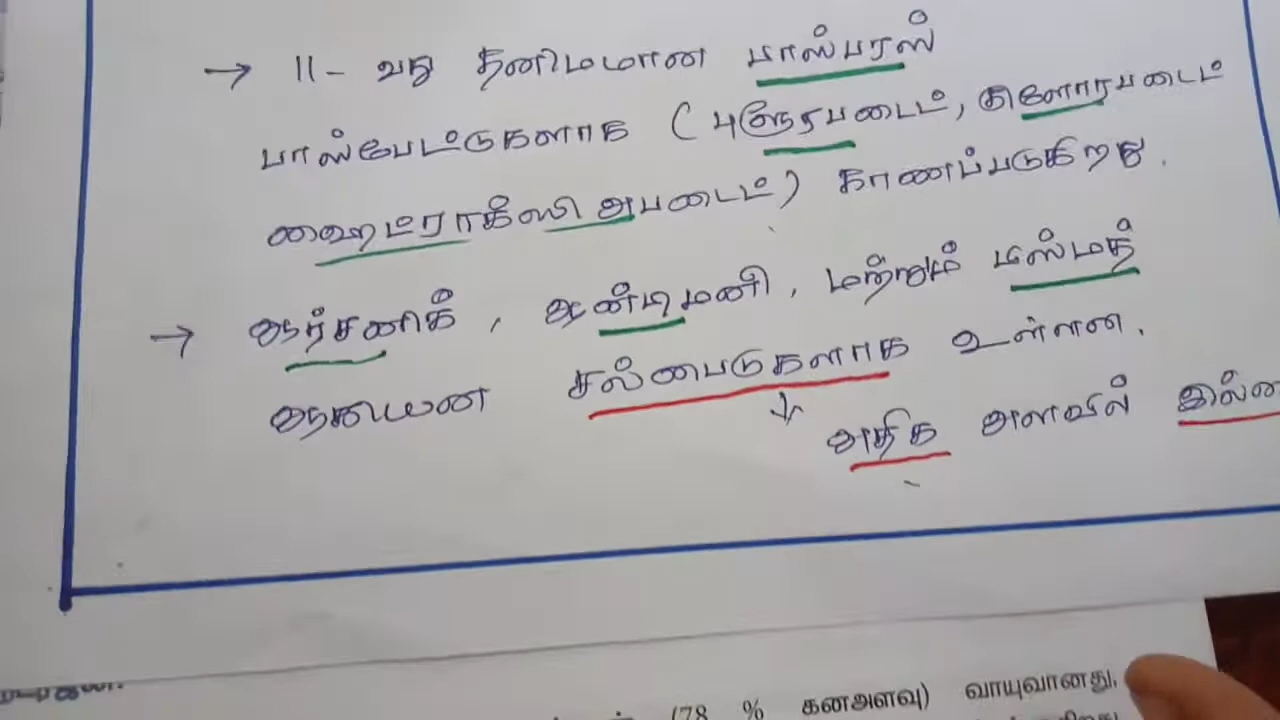 → 11 - வது தனிமமான பாஸ்பரஸ்
பாஸ்பேட்டுகளாக ( புளூரபடைட், குளோரபடைட்
ஹைட்ராக்ஸி அபடைட் ) காணப்படுகிறது .
→ ஆர்சனிக் , ஆன்டிமனி , மற்றும் பிஸ்மத்
ஆகியன சல்பைடுகளாக உள்ளன .
அதிக அளவில் இல்லை
(78 % கனஅளவு) வாயுவானது,